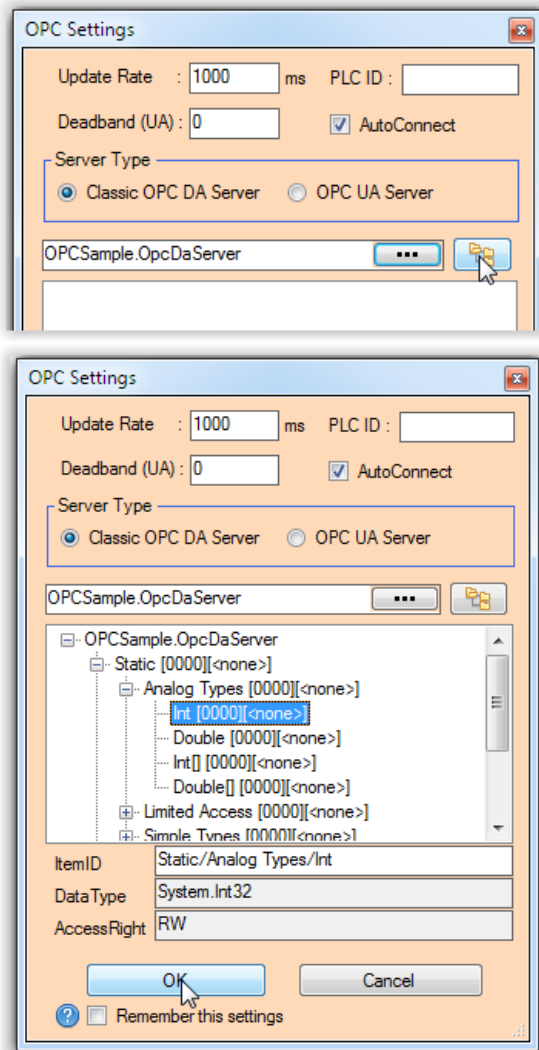 OPC Settings
Update Rate : 1000 ms PLC ID :
Deadband (UA) : 0 AutoConnect
Server Type
Classic OPC DA Server OPC UA Server
OPCSample.OpcDaServer ...
OPC Settings
Update Rate : 1000 ms PLC ID :
Deadband (UA) : 0 AutoConnect
Server Type
Classic OPC DA Server OPC UA Server
OPCSample.OpcDaServer ...
OPCSample.OpcDaServer
Static [0000][<none>]
Analog Types [0000][<none>]
Int [0000][<none>]
Double [0000][<none>]
Int[] [0000][<none>]
Double[] [0000][<none>]
Limited Access [0000][<none>]
Simple Types [0000][<none>]
ItemID Static/Analog Types/Int
DataType System.Int32
AccessRight RW
OK Cancel
? Remember this settings